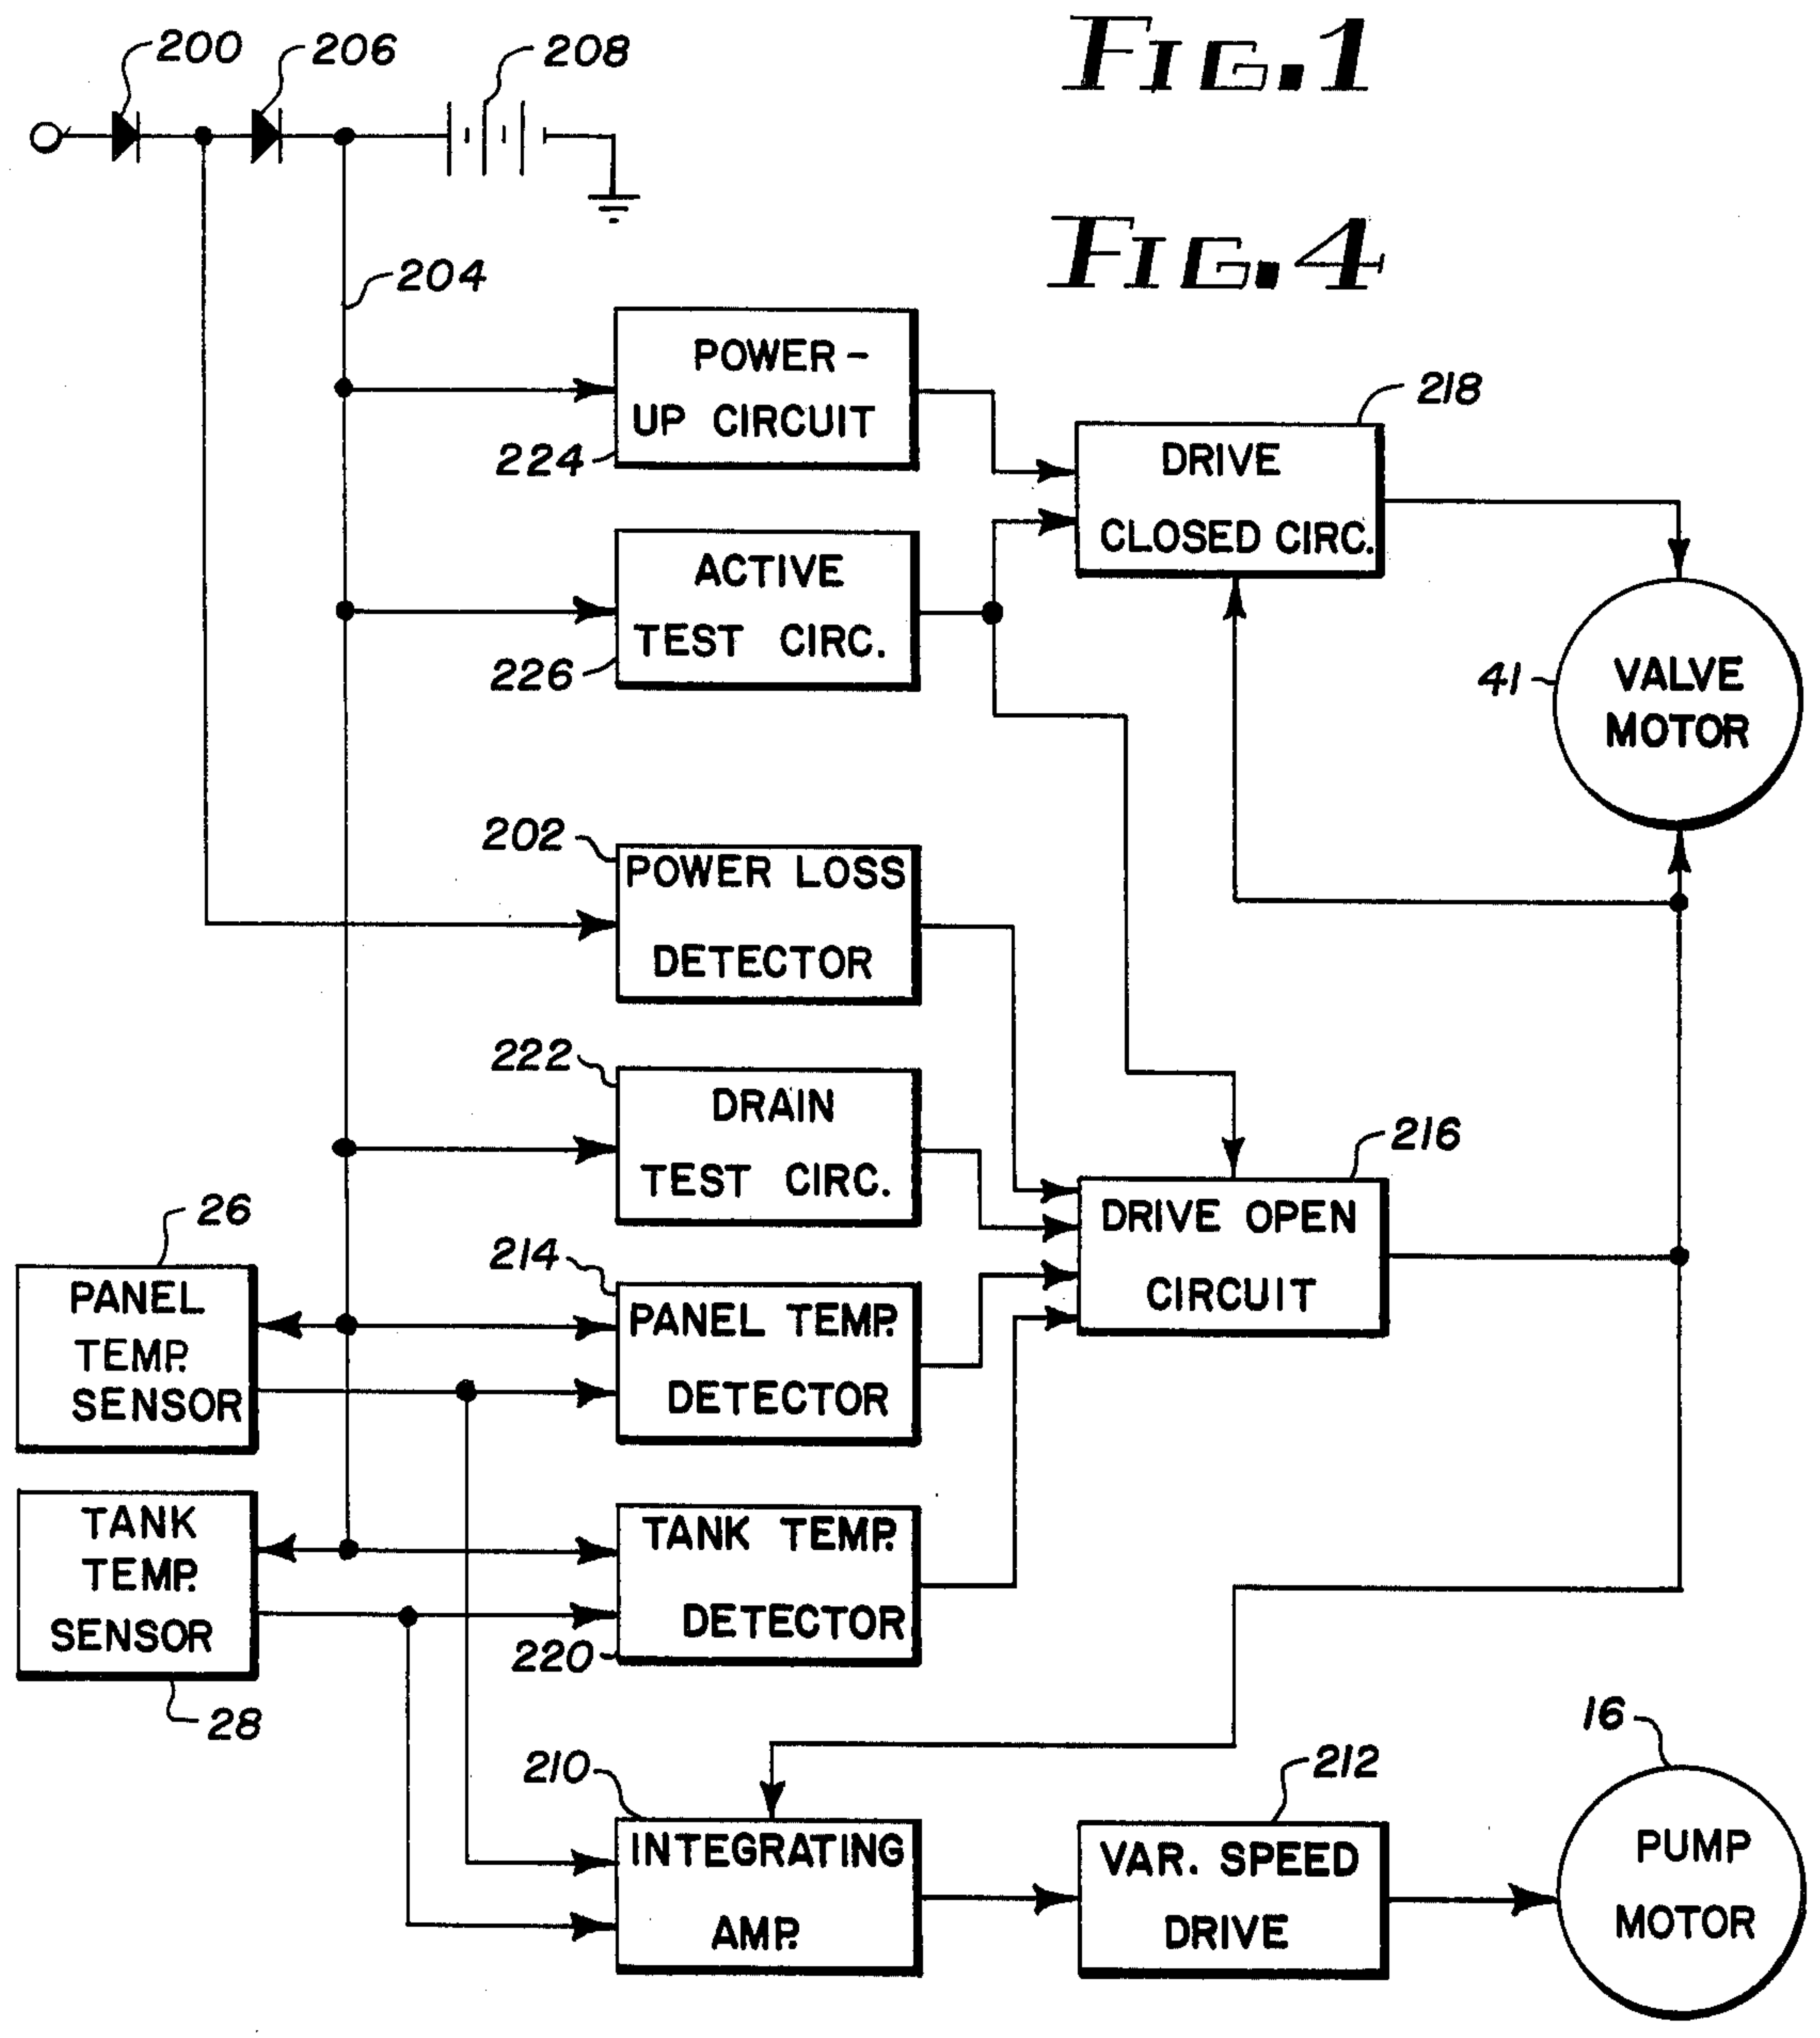 FIG.1
200
206
208
FIG.4
204
POWER-
UP CIRCUIT
224
218
DRIVE
CLOSED CIRC.
ACTIVE
TEST CIRC.
226
41
VALVE
MOTOR
202
POWER LOSS
DETECTOR
222
DRAIN
TEST CIRC.
216
DRIVE OPEN
CIRCUIT
26
PANEL
TEMP.
SENSOR
214
PANEL TEMP.
DETECTOR
TANK
TEMP.
SENSOR
28
TANK TEMP.
DETECTOR
220
210
INTEGRATING
AMP.
212
VAR. SPEED
DRIVE
16
PUMP
MOTOR